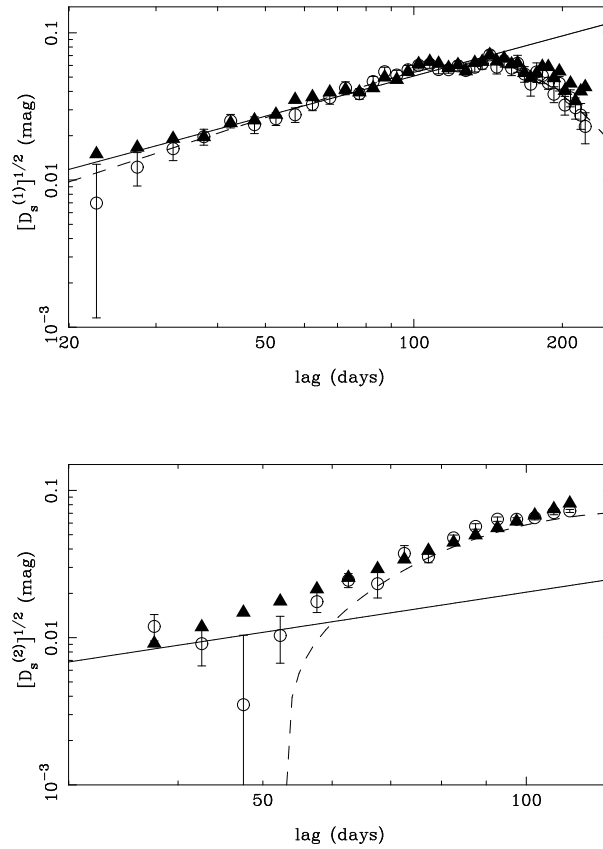 0.1
0.01
10^{-3}
[D_s^{(1)}]^{1/2} (mag)
20 50 100 200
lag (days)
0.1
0.01
10^{-3}
[D_s^{(2)}]^{1/2} (mag)
50 100
lag (days)